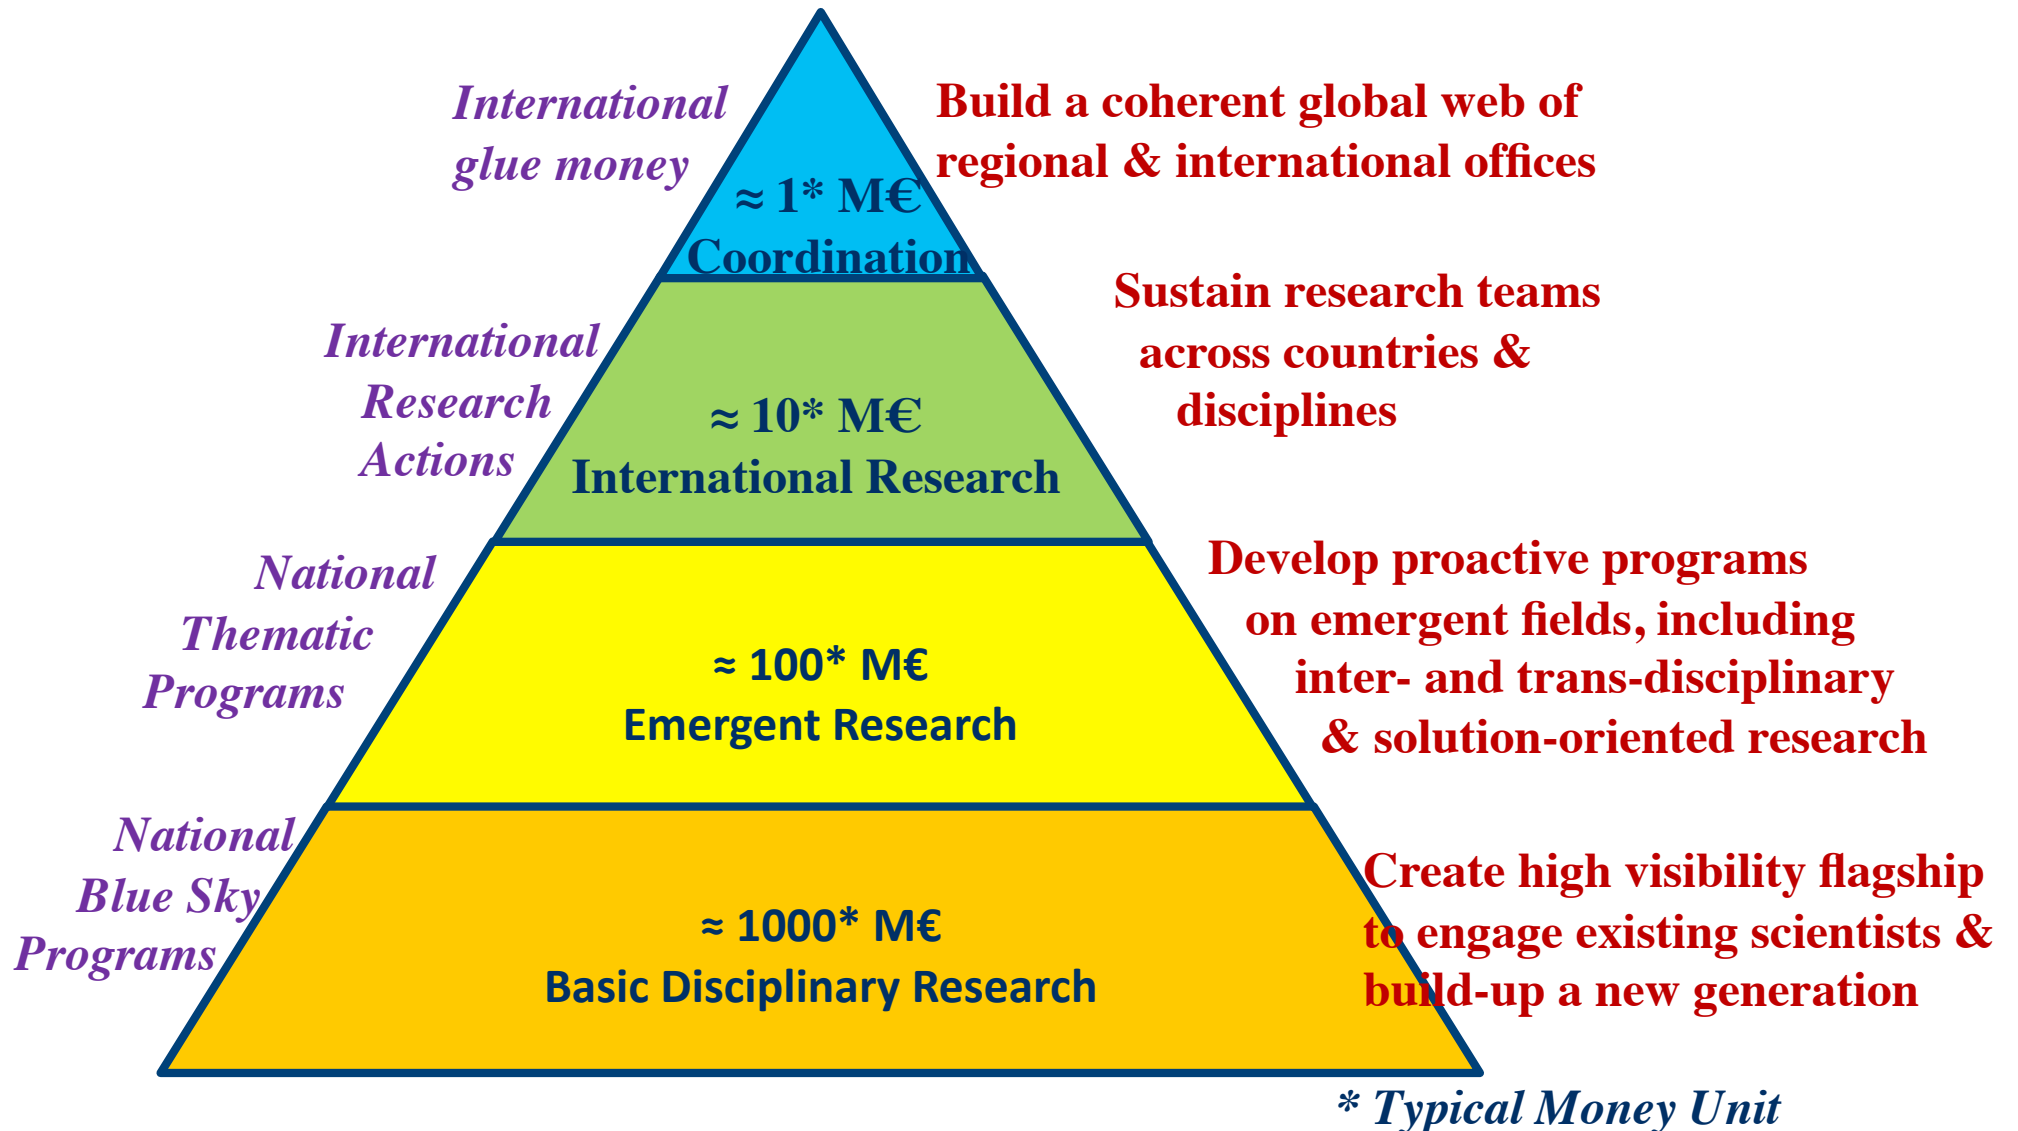 International
glue money
≈ 1* M€
Coordination
Build a coherent global web of
regional & international offices
International
Research
Actions
≈ 10* M€
International Research
Sustain research teams
across countries &
disciplines
National
Thematic
Programs
≈ 100* M€
Emergent Research
Develop proactive programs
on emergent fields, including
inter- and trans-disciplinary
& solution-oriented research
National
Blue Sky
Programs
≈ 1000* M€
Basic Disciplinary Research
Create high visibility flagship
to engage existing scientists &
build-up a new generation
* Typical Money Unit